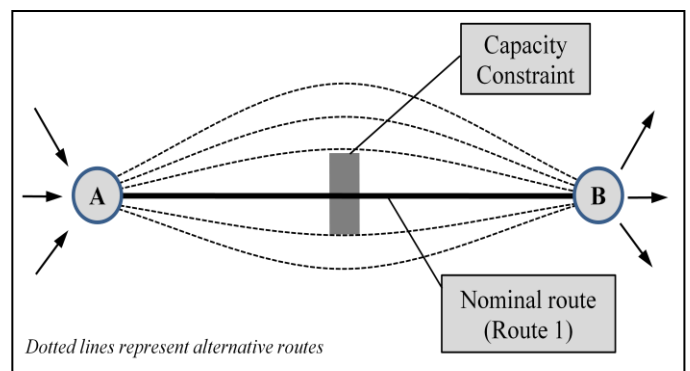 Capacity
Constraint
A
B
Nominal route
(Route 1)
Dotted lines represent alternative routes